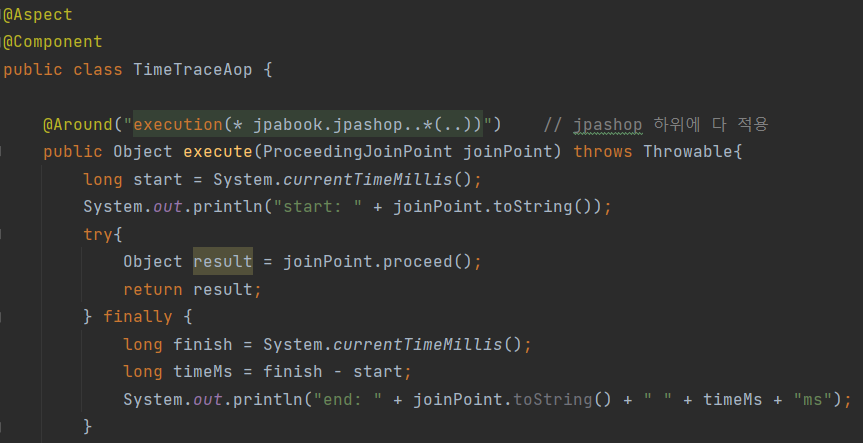 @Aspect
@Component
public class TimeTraceAop {
@Around("execution(* jpabook.jpashop..*(..))") // jpashop 하위에 다 적용
public Object execute(ProceedingJoinPoint joinPoint) throws Throwable{
long start = System.currentTimeMillis();
System.out.println("start: " + joinPoint.toString());
try{
Object result = joinPoint.proceed();
return result;
} finally {
long finish = System.currentTimeMillis();
long timeMs = finish - start;
System.out.println("end: " + joinPoint.toString() + " " + timeMs + "ms");
}